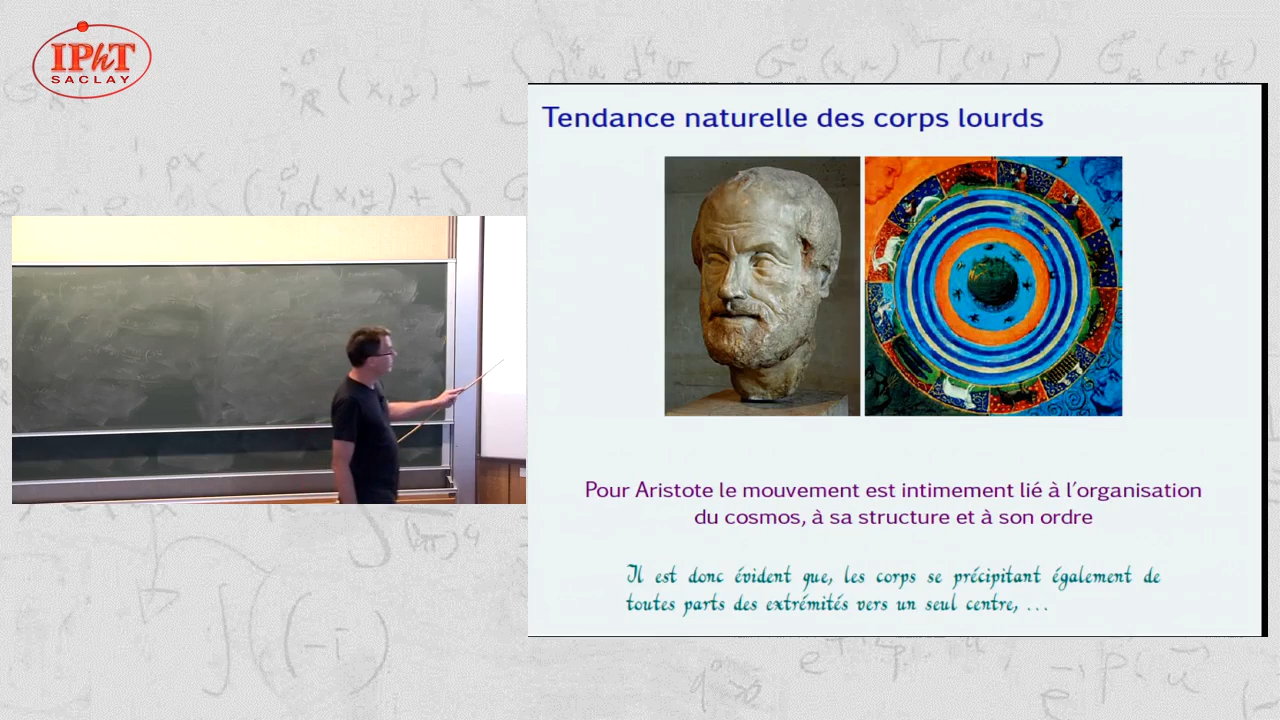 IPhT
SACLAY
Tendance naturelle des corps lourds
Pour Aristote le mouvement est intimement lié à l'organisation
du cosmos, à sa structure et à son ordre
Il est donc évident que, les corps se précipitant également de
toutes parts des extrémités vers un seul centre, ...